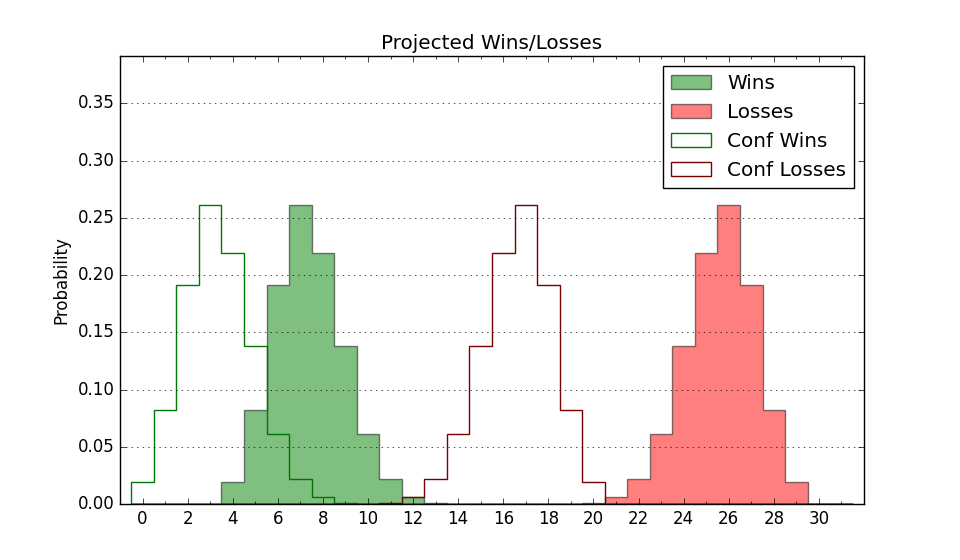 Projected Wins/Losses
Wins
Losses
Conf Wins
Conf Losses
Probability
0.35
0.30
0.25
0.20
0.15
0.10
0.05
0.00
0 2 4 6 8 10 12 14 16 18 20 22 24 26 28 30